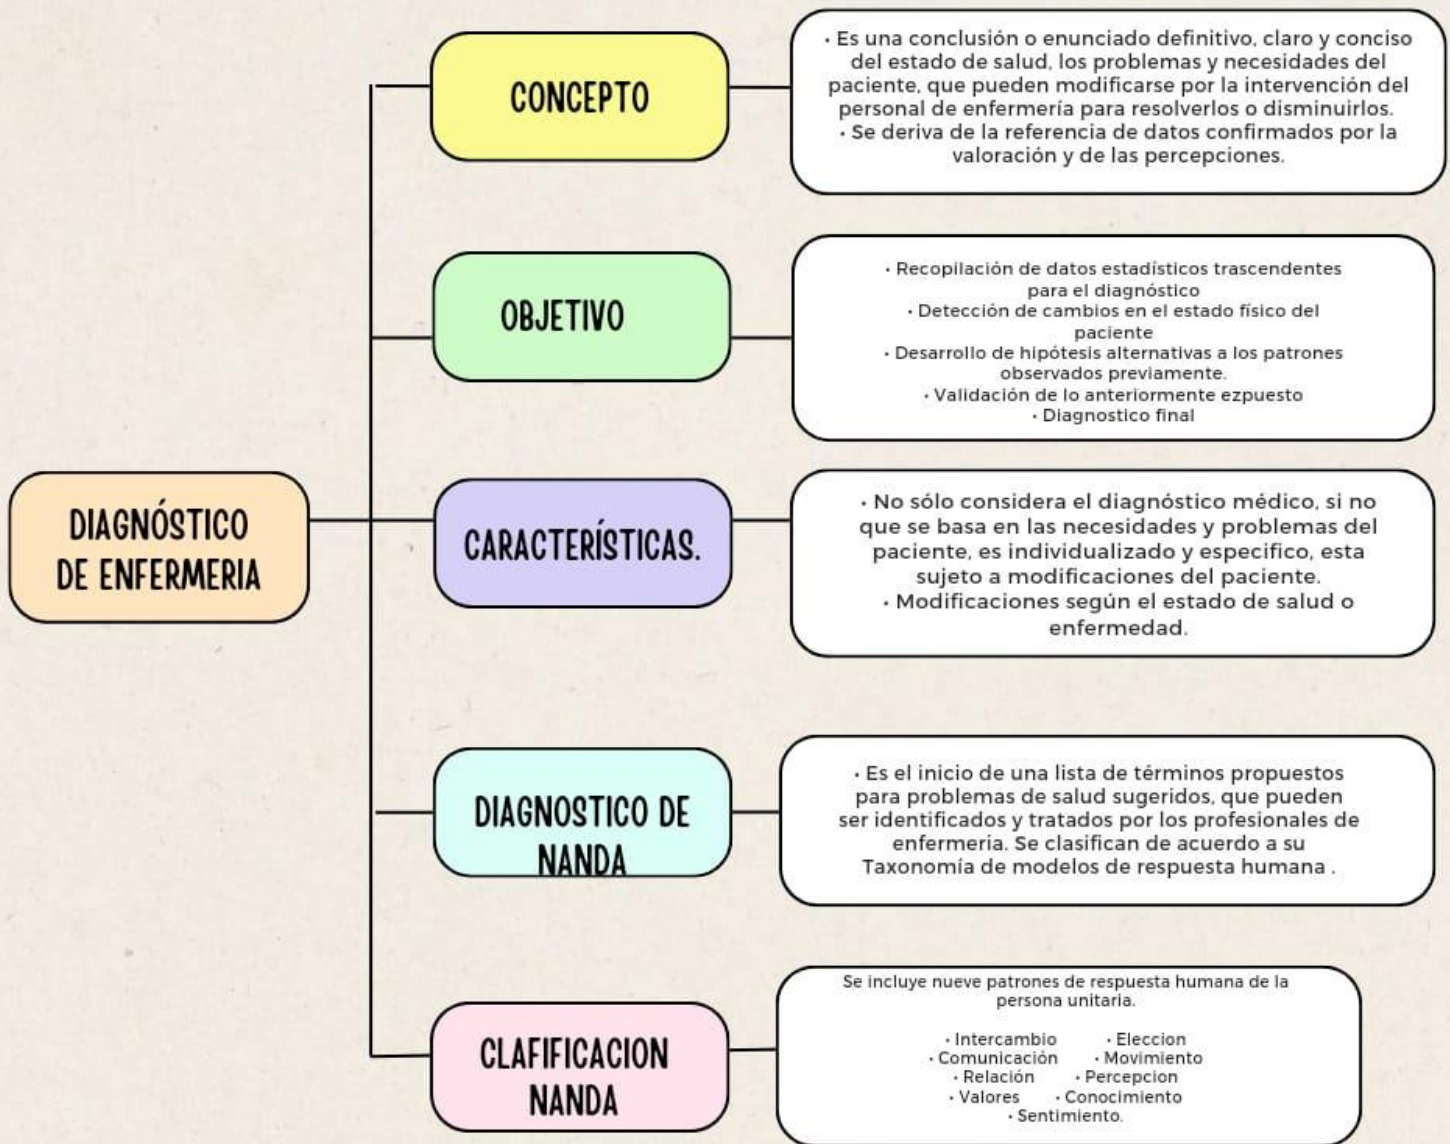 DIAGNÓSTICO
DE ENFERMERIA
CONCEPTO
• Es una conclusión o enunciado definitivo, claro y conciso
del estado de salud, los problemas y necesidades del
paciente, que pueden modificarse por la intervención del
personal de enfermería para resolverlos o disminuirlos.
• Se deriva de la referencia de datos confirmados por la
valoración y de las percepciones.
OBJETIVO
• Recopilación de datos estadísticos trascendentes
para el diagnóstico
• Detección de cambios en el estado físico del
paciente
• Desarrollo de hipótesis alternativas a los patrones
observados previamente.
• Validación de lo anteriormente ezpuesto
• Diagnostico final
CARACTERÍSTICAS.
• No sólo considera el diagnóstico médico, si no
que se basa en las necesidades y problemas del
paciente, es individualizado y especifico, esta
sujeto a modificaciones del paciente.
• Modificaciones según el estado de salud o
enfermedad.
DIAGNOSTICO DE
NANDA
• Es el inicio de una lista de términos propuestos
para problemas de salud sugeridos, que pueden
ser identificados y tratados por los profesionales de
enfermeria. Se clasifican de acuerdo a su
Taxonomía de modelos de respuesta humana .
CLAFIFICACION
NANDA
Se incluye nueve patrones de respuesta humana de la
persona unitaria.
• Intercambio • Eleccion
• Comunicación • Movimiento
• Relación • Percepcion
• Valores • Conocimiento
• Sentimiento.